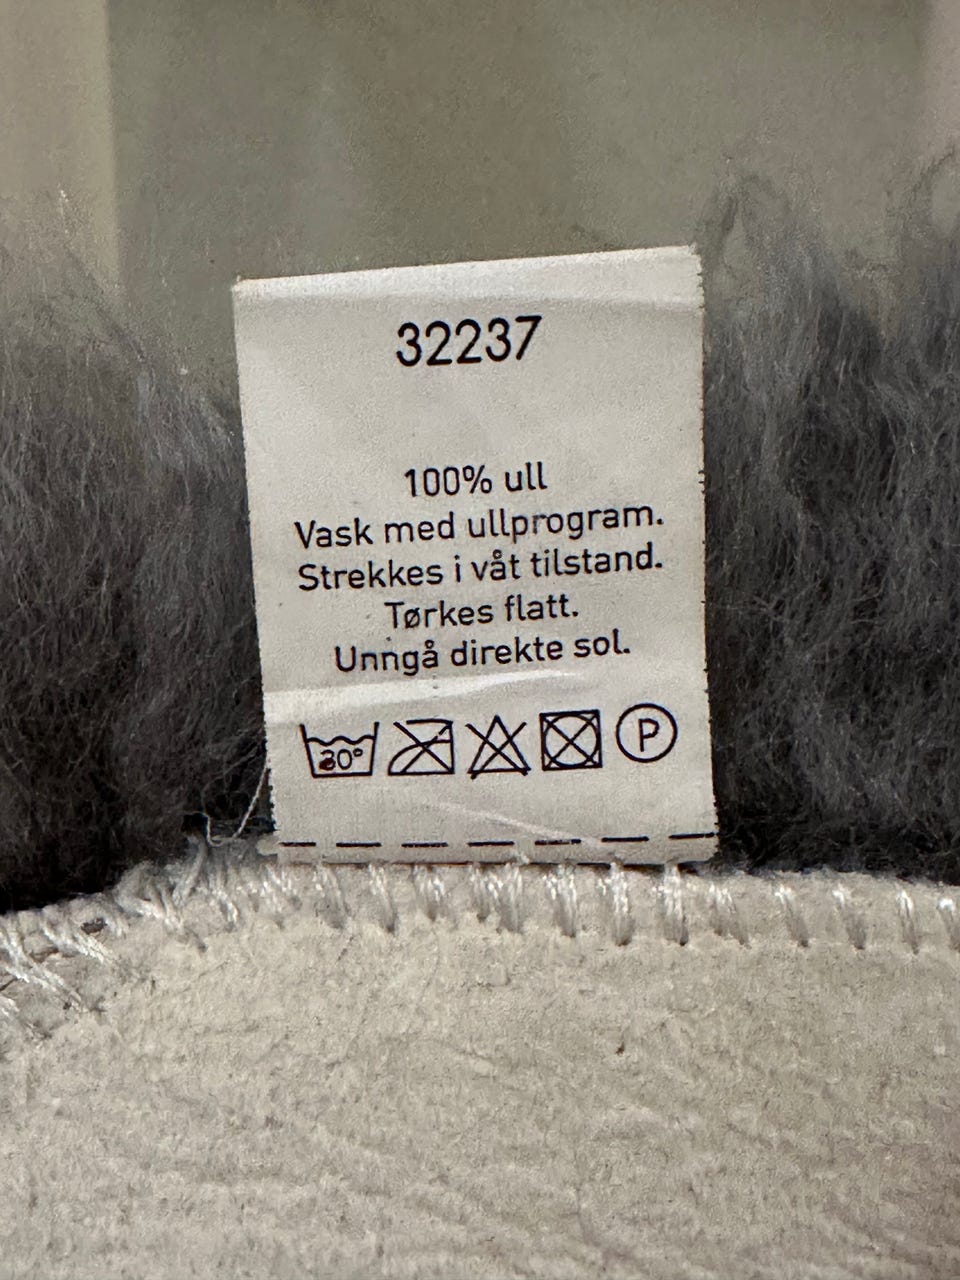 32237
100% ull
Vask med ullprogram.
Strekkes i våt tilstand.
Tørkes flatt.
Unngå direkte sol.
30° P